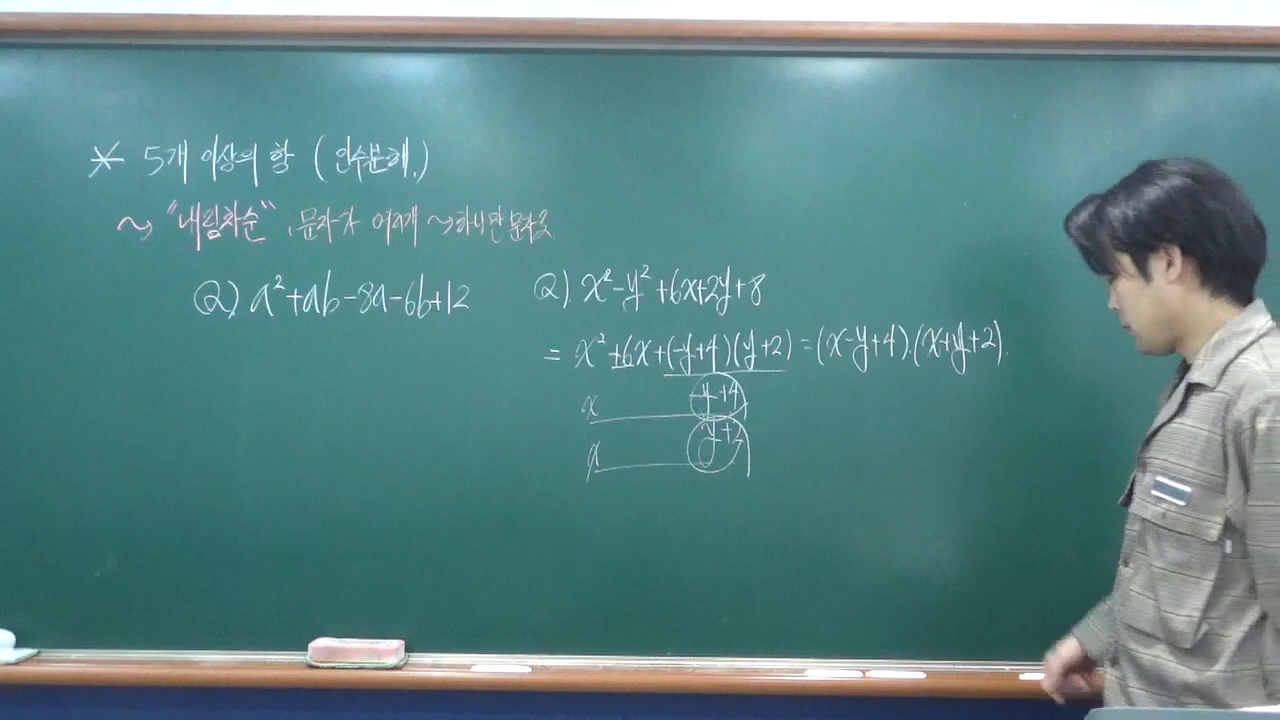 * 5개 이상의 항 (인수분해.)
~> "내림차순", 문자가 여러개 ~> 하나만 문자로
Q) a²+ab-8a-6b+12
Q) x²-y²+6x+2y+8
= x²+6x+(-y+4)(y+2) = (x-y+4).(x+y+2).
x -y+4
x y+2